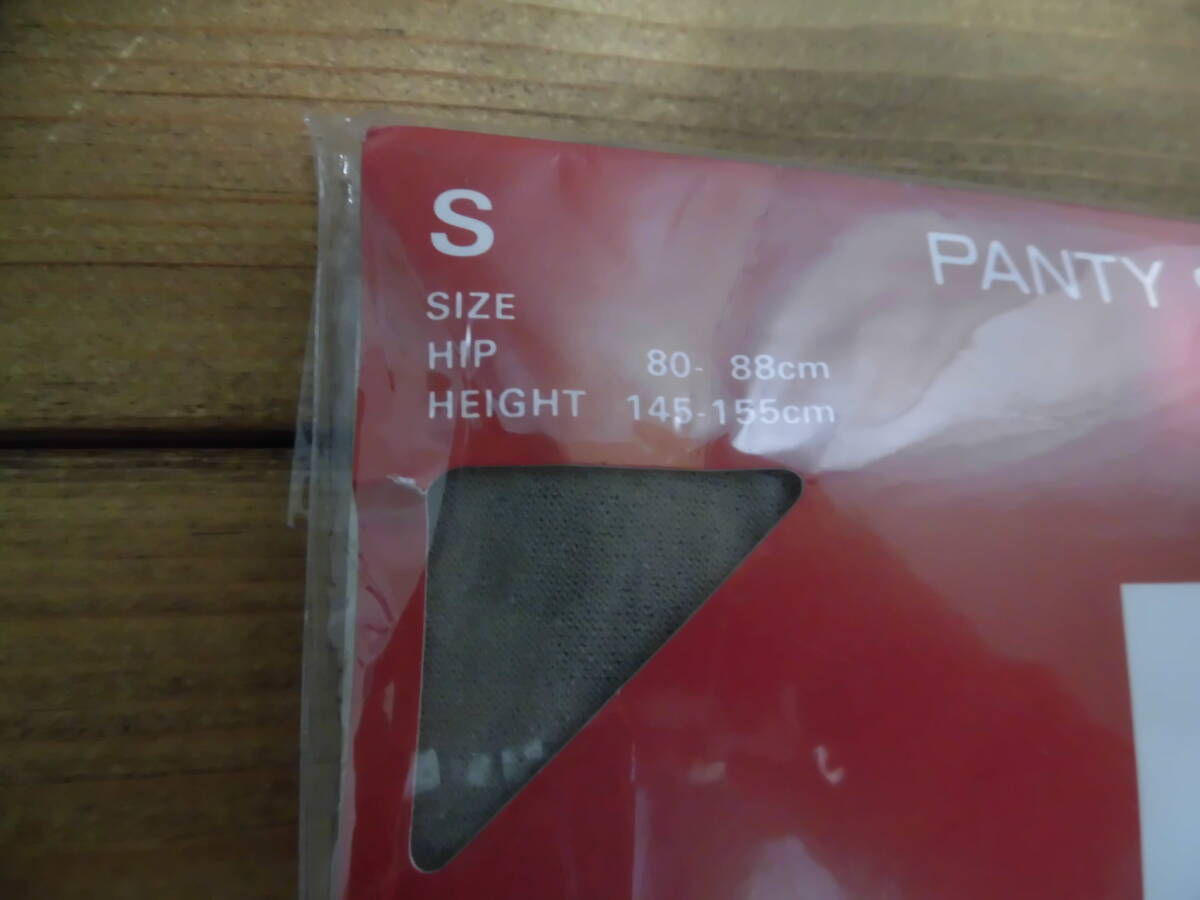 S
PANTY
SIZE
HIP 80- 88cm
HEIGHT 145-155cm